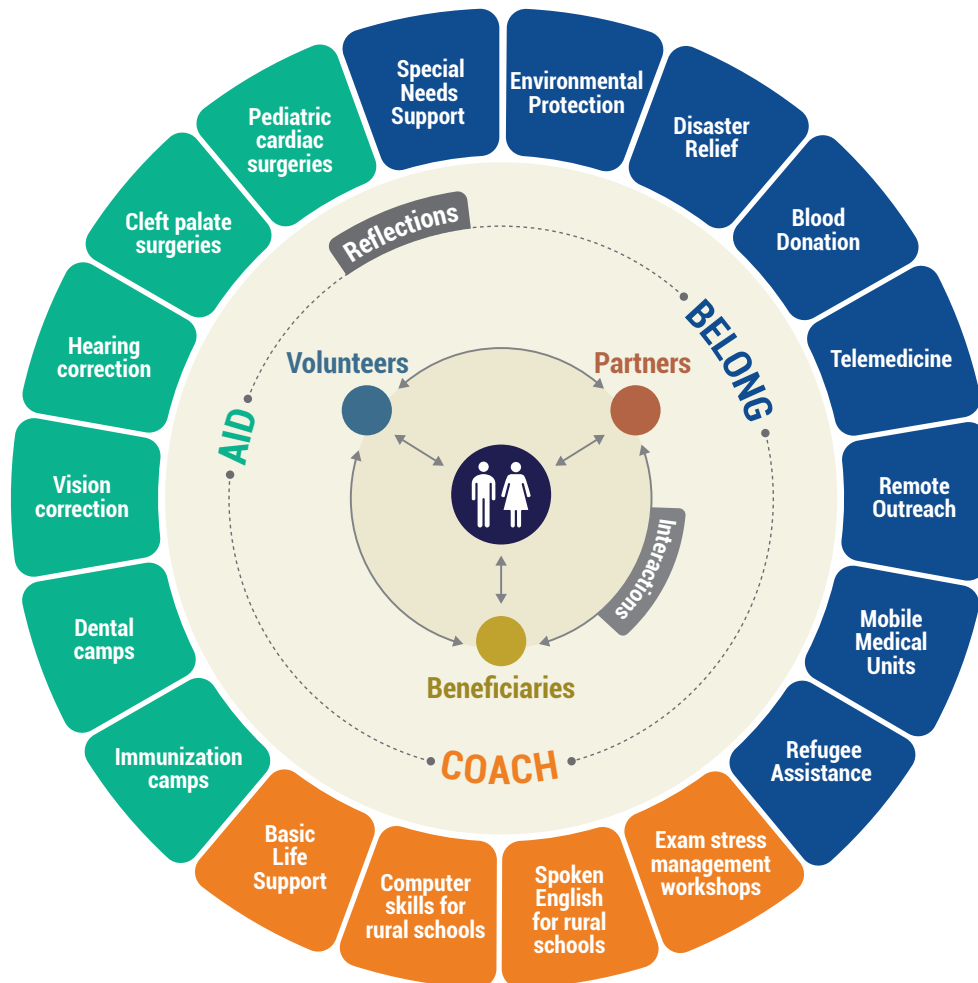 Special
Needs
Support
Environmental
Protection
Disaster
Relief
Blood
Donation
Telemedicine
Remote
Outreach
Mobile
Medical
Units
Refugee
Assistance
Exam stress
management
workshops
Spoken
English
for rural
schools
Computer
skills for
rural schools
Basic
Life
Support
Immunization
camps
Dental
camps
Vision
correction
Hearing
correction
Cleft palate
surgeries
Pediatric
cardiac
surgeries
Reflections
BELONG
AID
COACH
Volunteers
Partners
Interactions
Beneficiaries